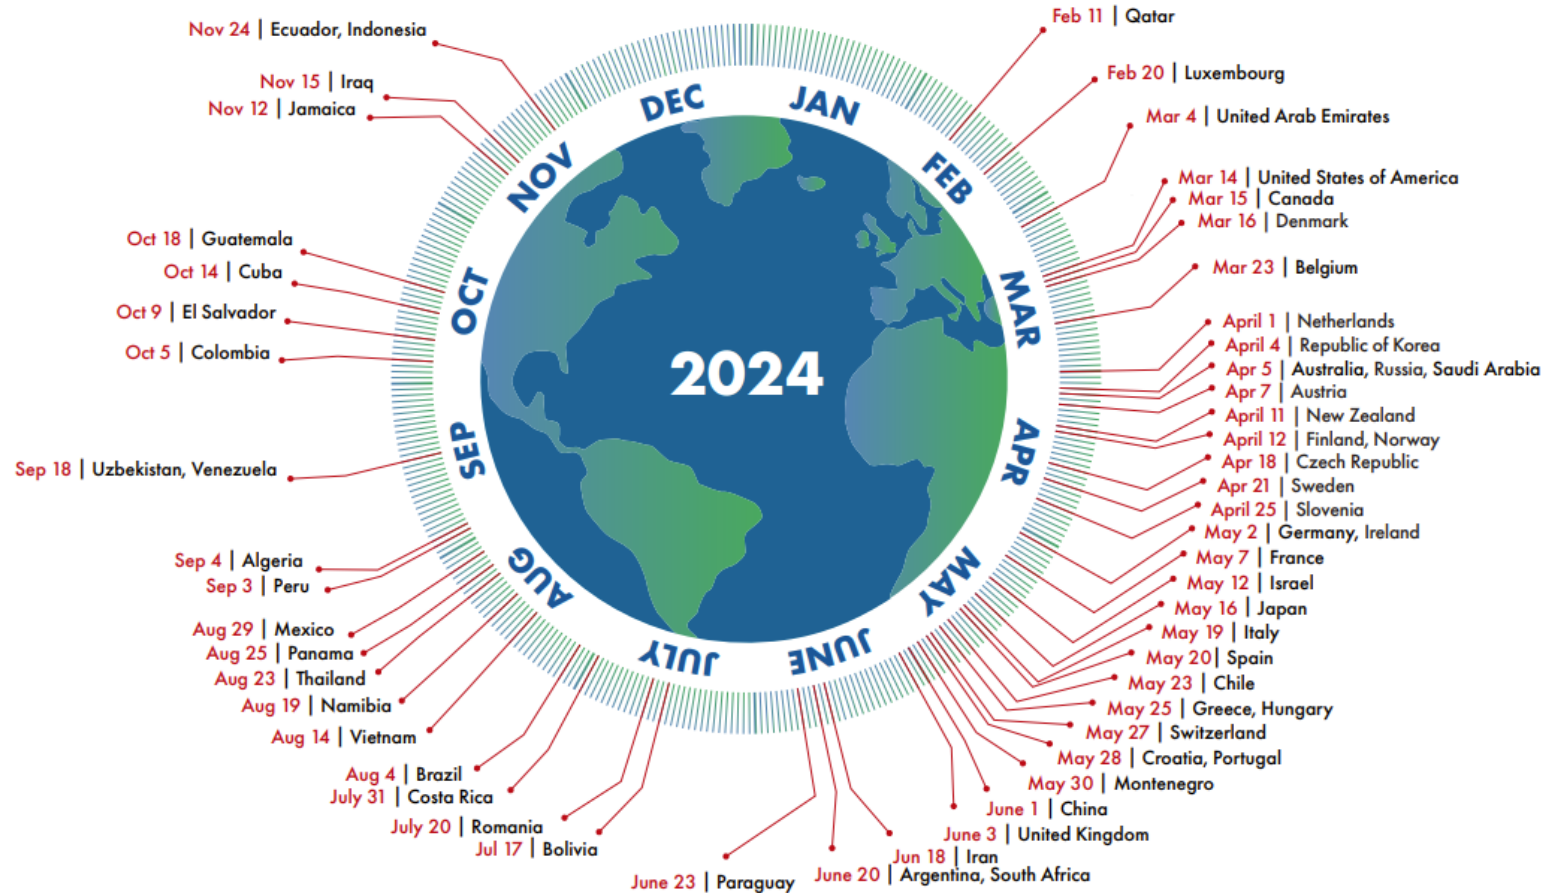 Feb 11 | Qatar
Feb 20 | Luxembourg
Mar 4 | United Arab Emirates
Mar 14 | United States of America
Mar 15 | Canada
Mar 16 | Denmark
Mar 23 | Belgium
April 1 | Netherlands
April 4 | Republic of Korea
Apr 5 | Australia, Russia, Saudi Arabia
Apr 7 | Austria
April 11 | New Zealand
April 12 | Finland, Norway
Apr 18 | Czech Republic
Apr 21 | Sweden
April 25 | Slovenia
May 2 | Germany, Ireland
May 7 | France
May 12 | Israel
May 16 | Japan
May 19 | Italy
May 20| Spain
May 23 | Chile
May 25 | Greece, Hungary
May 27 | Switzerland
May 28 | Croatia, Portugal
May 30 | Montenegro
June 1 | China
June 3 | United Kingdom
Jun 18 | Iran
June 20 | Argentina, South Africa
June 23 | Paraguay
Jul 17 | Bolivia
July 20 | Romania
July 31 | Costa Rica
Aug 4 | Brazil
Aug 14 | Vietnam
Aug 19 | Namibia
Aug 23 | Thailand
Aug 25 | Panama
Aug 29 | Mexico
Sep 3 | Peru
Sep 4 | Algeria
Sep 18 | Uzbekistan, Venezuela
Oct 5 | Colombia
Oct 9 | El Salvador
Oct 14 | Cuba
Oct 18 | Guatemala
Nov 12 | Jamaica
Nov 15 | Iraq
Nov 24 | Ecuador, Indonesia
JAN
FEB
MAR
APR
MAY
JUNE
JULY
AUG
SEP
OCT
NOV
DEC
2024